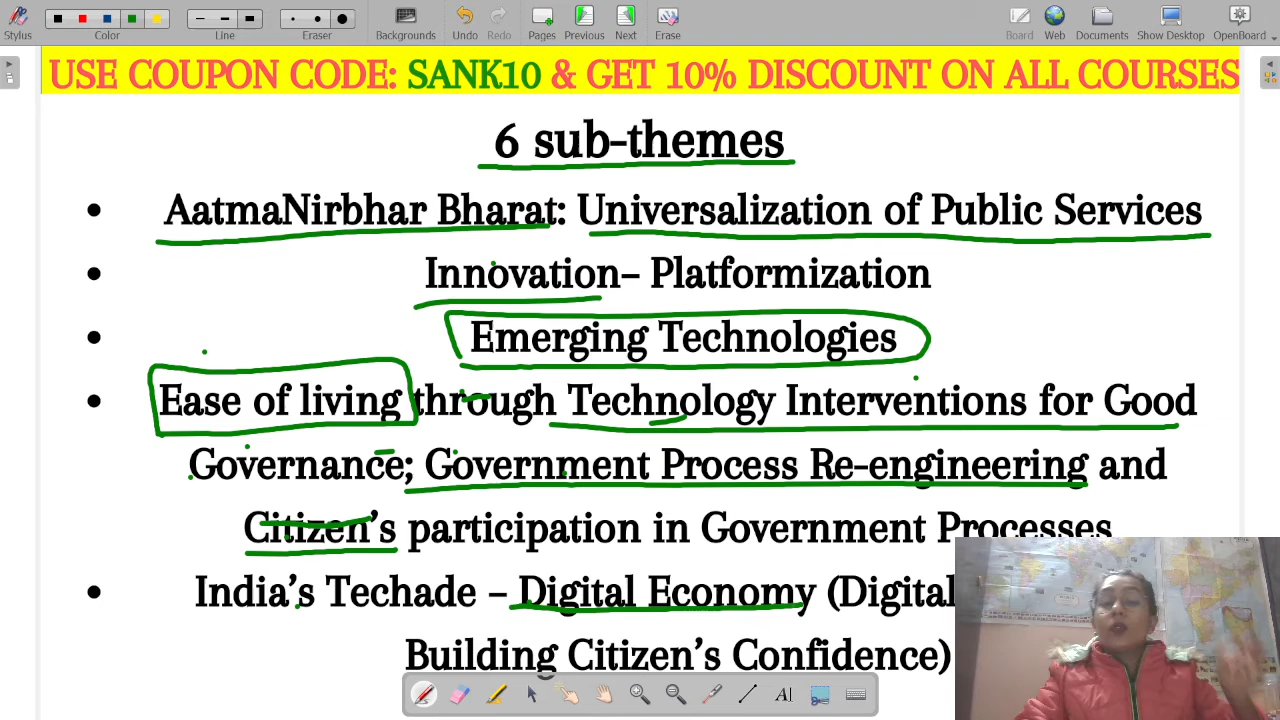 Stylus
Color
Line
Eraser
Backgrounds
Undo
Redo
Pages
Previous
Next
Erase
Board
Web
Documents
Show Desktop
OpenBoard
USE COUPON CODE: SANK10 & GET 10% DISCOUNT ON ALL COURSES
6 sub-themes
• AatmaNirbhar Bharat: Universalization of Public Services
• Innovation– Platformization
• Emerging Technologies
• Ease of living through Technology Interventions for Good
Governance; Government Process Re-engineering and
Citizen’s participation in Government Processes
• India’s Techade – Digital Economy (Digital
Building Citizen’s Confidence)